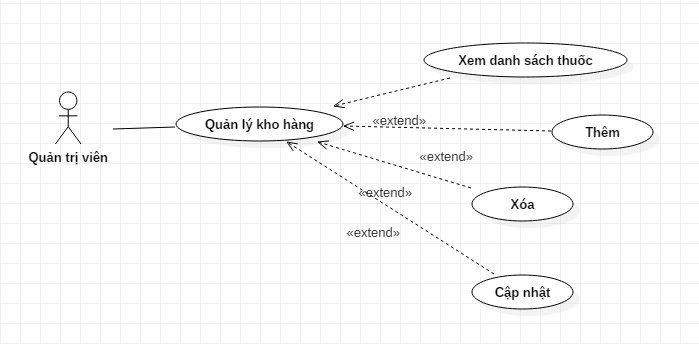 Xem danh sách thuốc
Quản lý kho hàng
«extend»
Thêm
Quản trị viên
«extend»
«extend»
Xóa
«extend»
Cập nhật